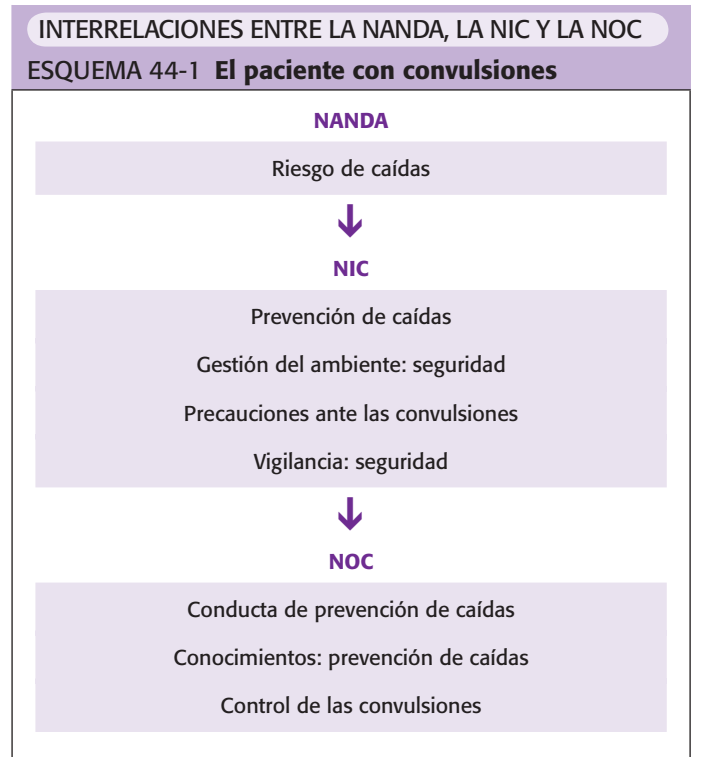 INTERRELACIONES ENTRE LA NANDA, LA NIC Y LA NOC
ESQUEMA 44-1 El paciente con convulsiones
NANDA
Riesgo de caídas
NIC
Prevención de caídas
Gestión del ambiente: seguridad
Precauciones ante las convulsiones
Vigilancia: seguridad
NOC
Conducta de prevención de caídas
Conocimientos: prevención de caídas
Control de las convulsiones